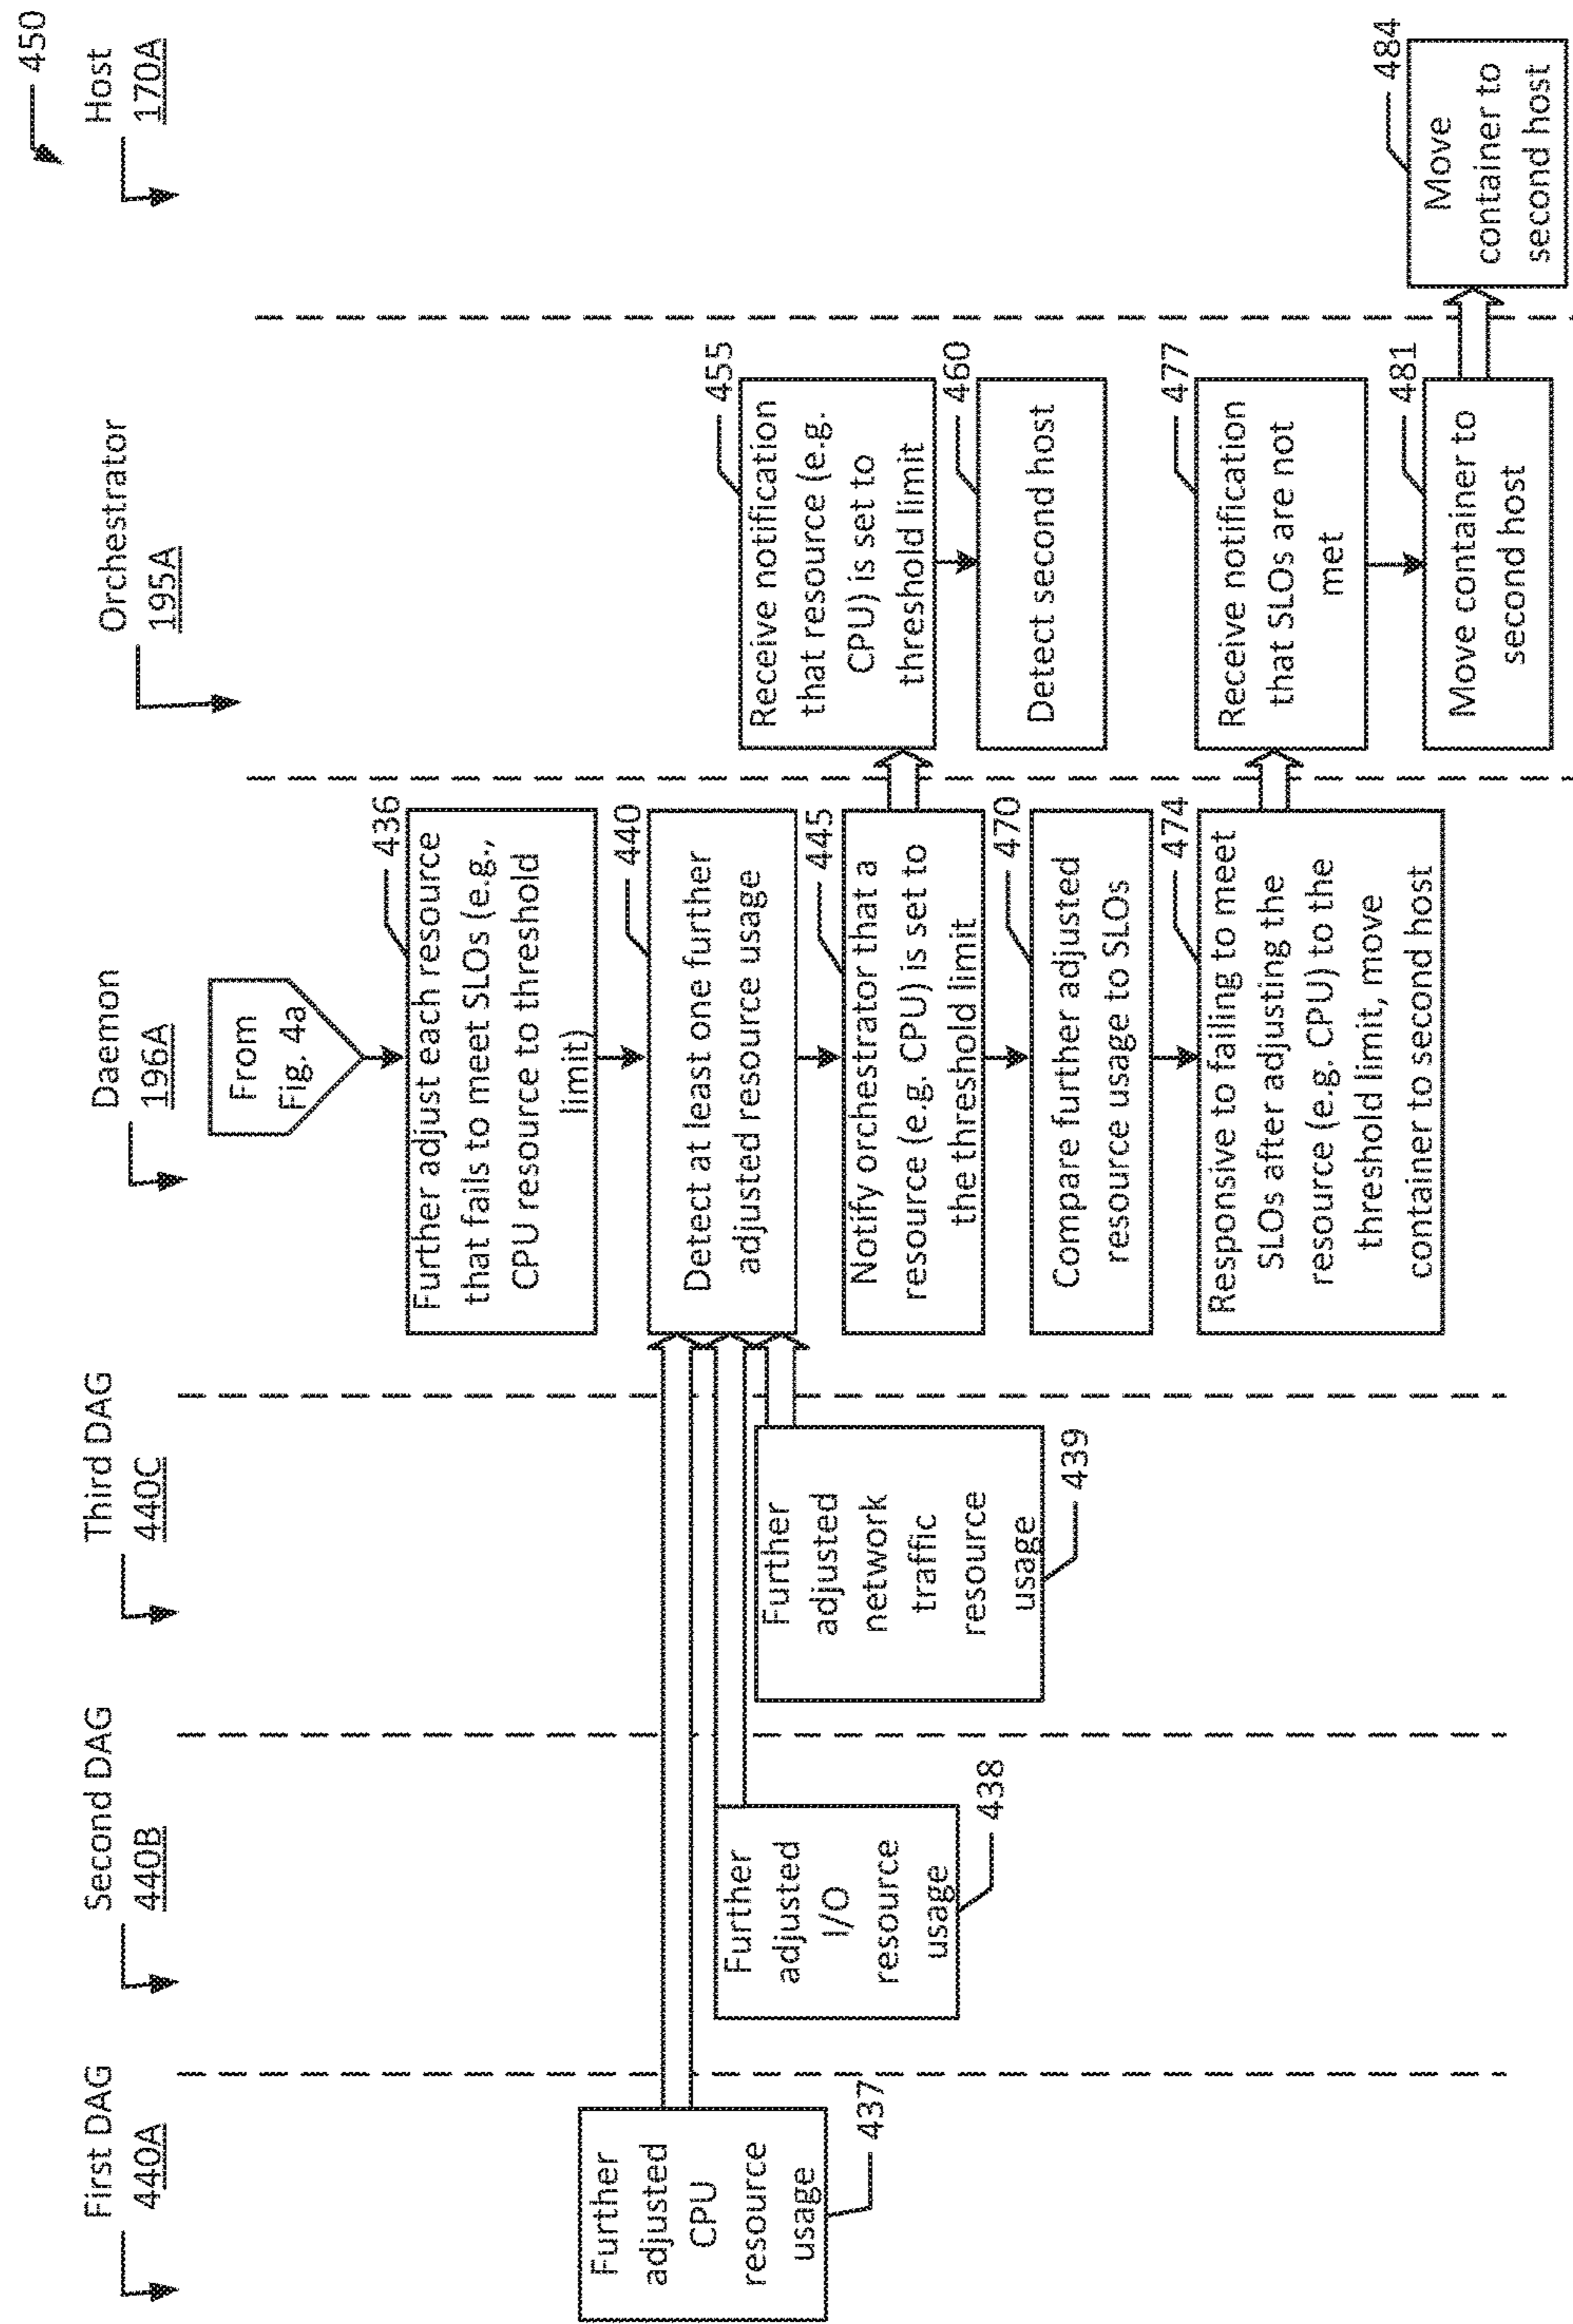 450
First DAG
440A
Second DAG
440B
Third DAG
440C
Daemon
196A
Orchestrator
195A
Host
170A
From
Fig. 4a
436
Further adjust each resource
that fails to meet SLOs (e.g.,
CPU resource to threshold
limit)
Further
adjusted
CPU
resource
usage
437
440
Detect at least one further
adjusted resource usage
Further
adjusted
I/O
resource
usage
438
Further
adjusted
network
traffic
resource
usage
439
445
Notify orchestrator that a
resource (e.g. CPU) is set to
the threshold limit
455
Receive notification
that resource (e.g.
CPU) is set to
threshold limit
460
Detect second host
470
Compare further adjusted
resource usage to SLOs
474
Responsive to failing to meet
SLOs after adjusting the
resource (e.g. CPU) to the
threshold limit, move
container to second host
477
Receive notification
that SLOs are not
met
481
Move container to
second host
484
Move
container to
second host